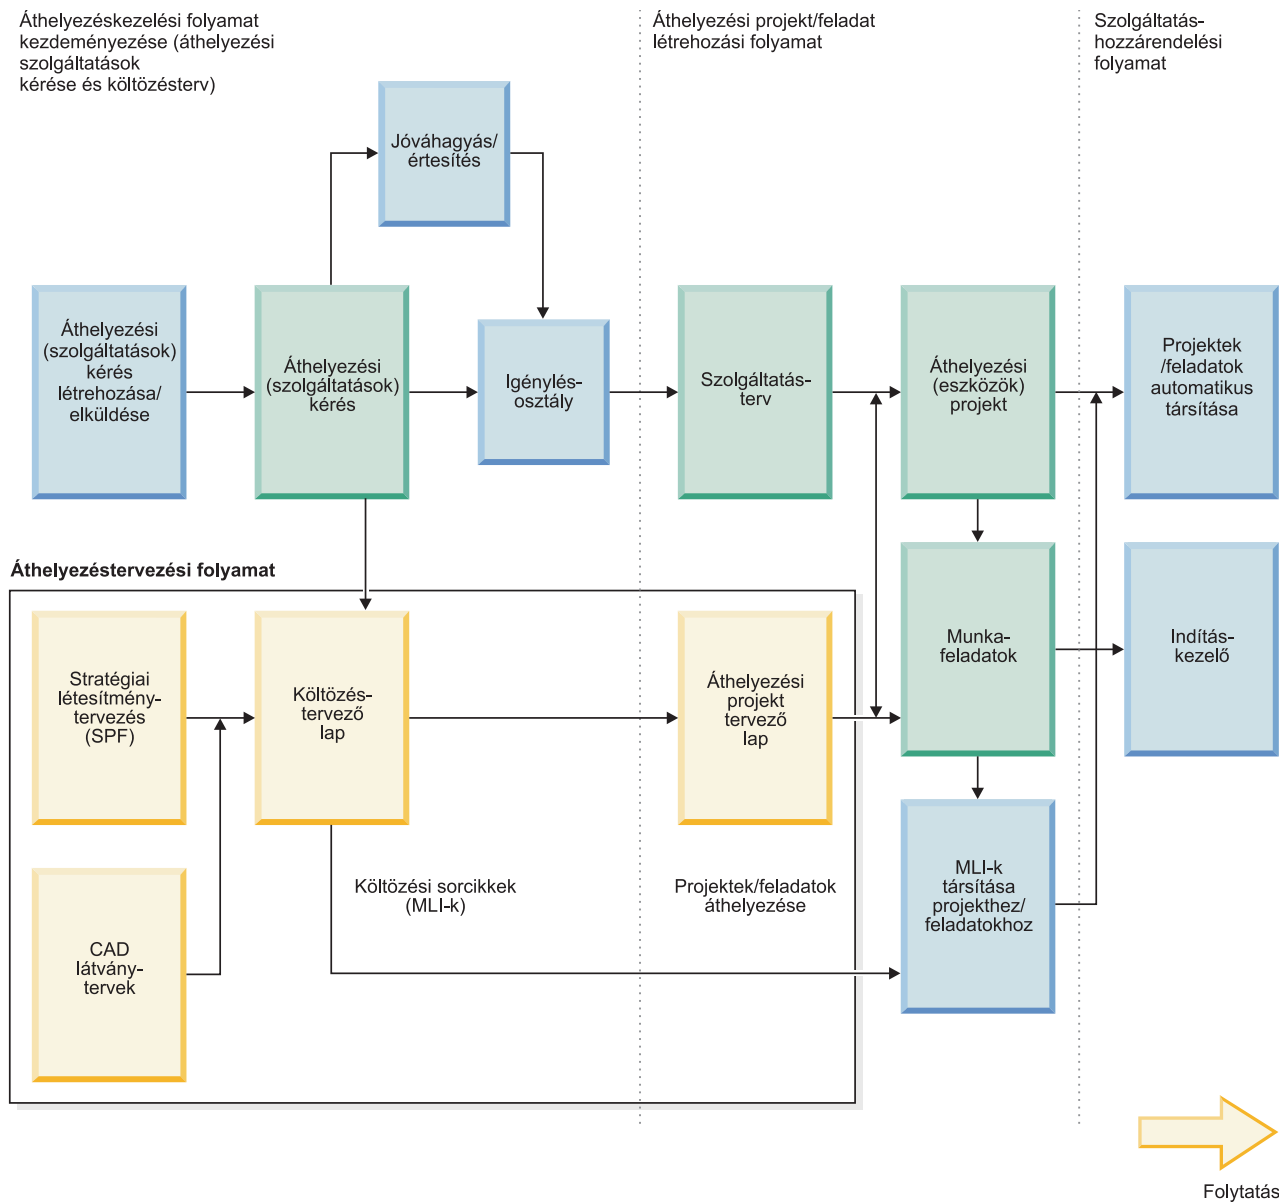 Áthelyezéskezelési folyamat
kezdeményezése (áthelyezési
szolgáltatások
kérése és költözésterv)
Áthelyezési projekt/feladat
létrehozási folyamat
Szolgáltatás-
hozzárendelési
folyamat
Jóváhagyás/
értesítés
Áthelyezési
(szolgáltatások)
kérés
létrehozása/
elküldése
Áthelyezési
(szolgáltatások)
kérés
Igénylés-
osztály
Szolgáltatás-
terv
Áthelyezési
(eszközök)
projekt
Projektek
/feladatok
automatikus
társítása
Áthelyezéstervezési folyamat
Stratégiai
létesítmény-
tervezés
(SPF)
Költözés-
tervező
lap
Áthelyezési
projekt
tervező
lap
Munka-
feladatok
Indítás-
kezelő
CAD
látvány-
tervek
Költözési sorcikkek
(MLI-k)
Projektek/feladatok
áthelyezése
MLI-k
társítása
projekthez/
feladatokhoz
Folytatás